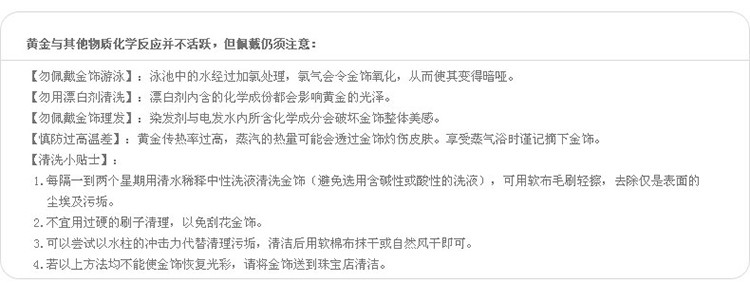 黄金与其他物质化学反应并不活跃，但佩戴仍须注意：
【勿佩戴金饰游泳】：泳池中的水经过加氯处理，氯气会令金饰氧化，从而使其变得暗哑。
【勿用漂白剂清洗】：漂白剂内含的化学成份都会影响黄金的光泽。
【勿佩戴金饰理发】：染发剂与电发水内所含化学成分会破坏金饰整体美感。
【慎防过高温差】：黄金传热率过高，蒸汽的热量可能会透过金饰灼伤皮肤。享受蒸气浴时谨记摘下金饰。
【清洗小贴士】：
1.每隔一到两个星期用清水稀释中性洗液清洗金饰（避免选用含碱性或酸性的洗液），可用软布毛刷轻擦，去除仅是表面的
尘埃及污垢。
2.不宜用过硬的刷子清理，以免刮花金饰。
3.可以尝试以水柱的冲击力代替清理污垢，清洁后用软棉布抹干或自然风干即可。
4.若以上方法均不能使金饰恢复光彩，请将金饰送到珠宝店清洁。